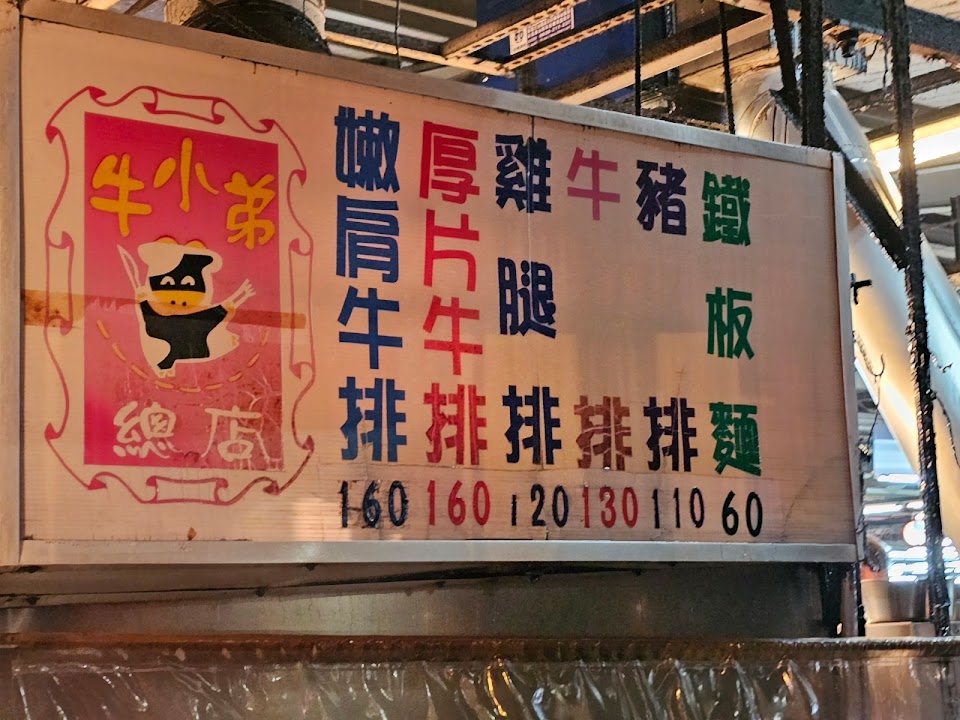 牛小弟
總店
嫩肩牛排 160
厚片牛排 160
雞腿排 120
牛排 130
豬排 110
鐵板麵 60